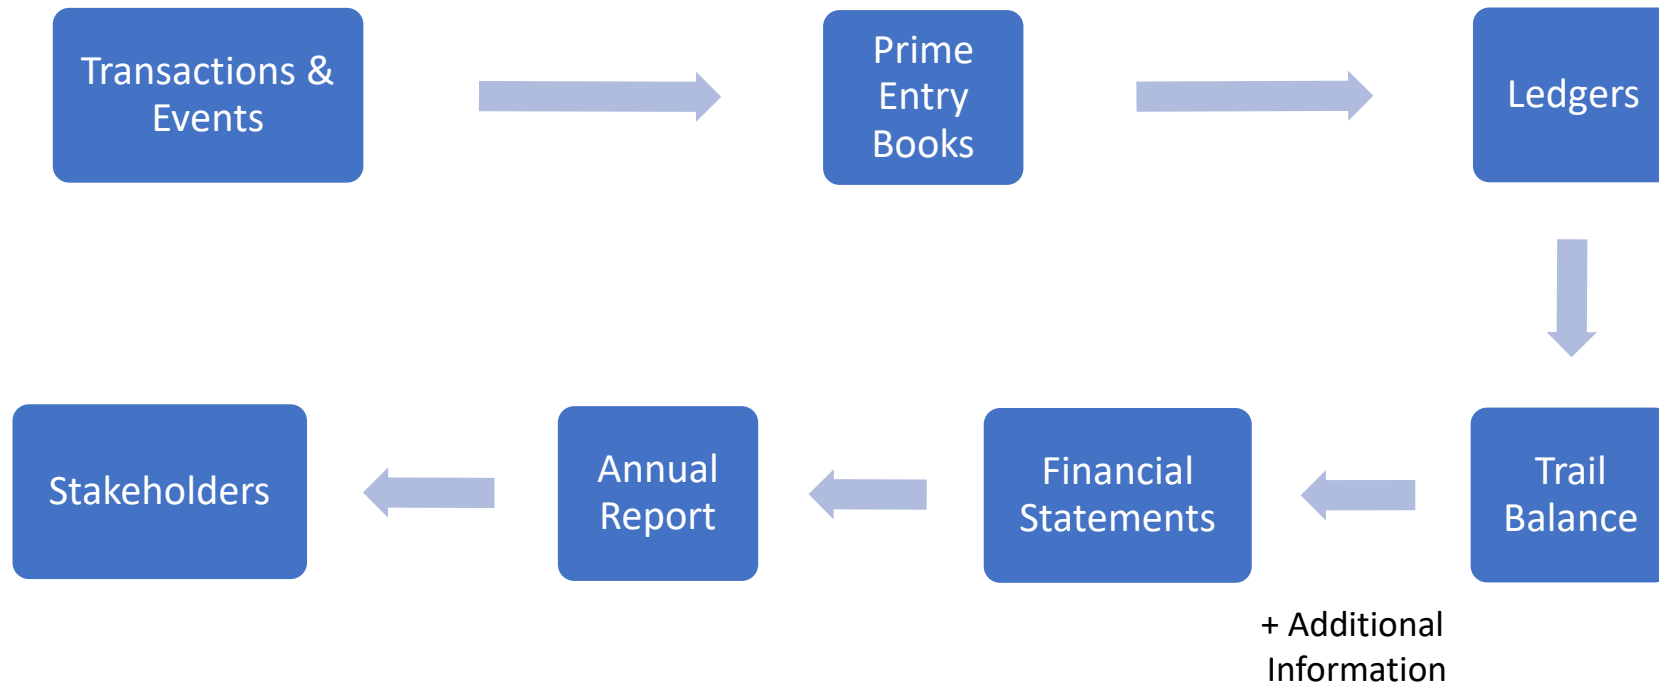 Transactions &
Events
Prime
Entry
Books
Ledgers
Stakeholders
Annual
Report
Financial
Statements
Trail
Balance
+ Additional
Information